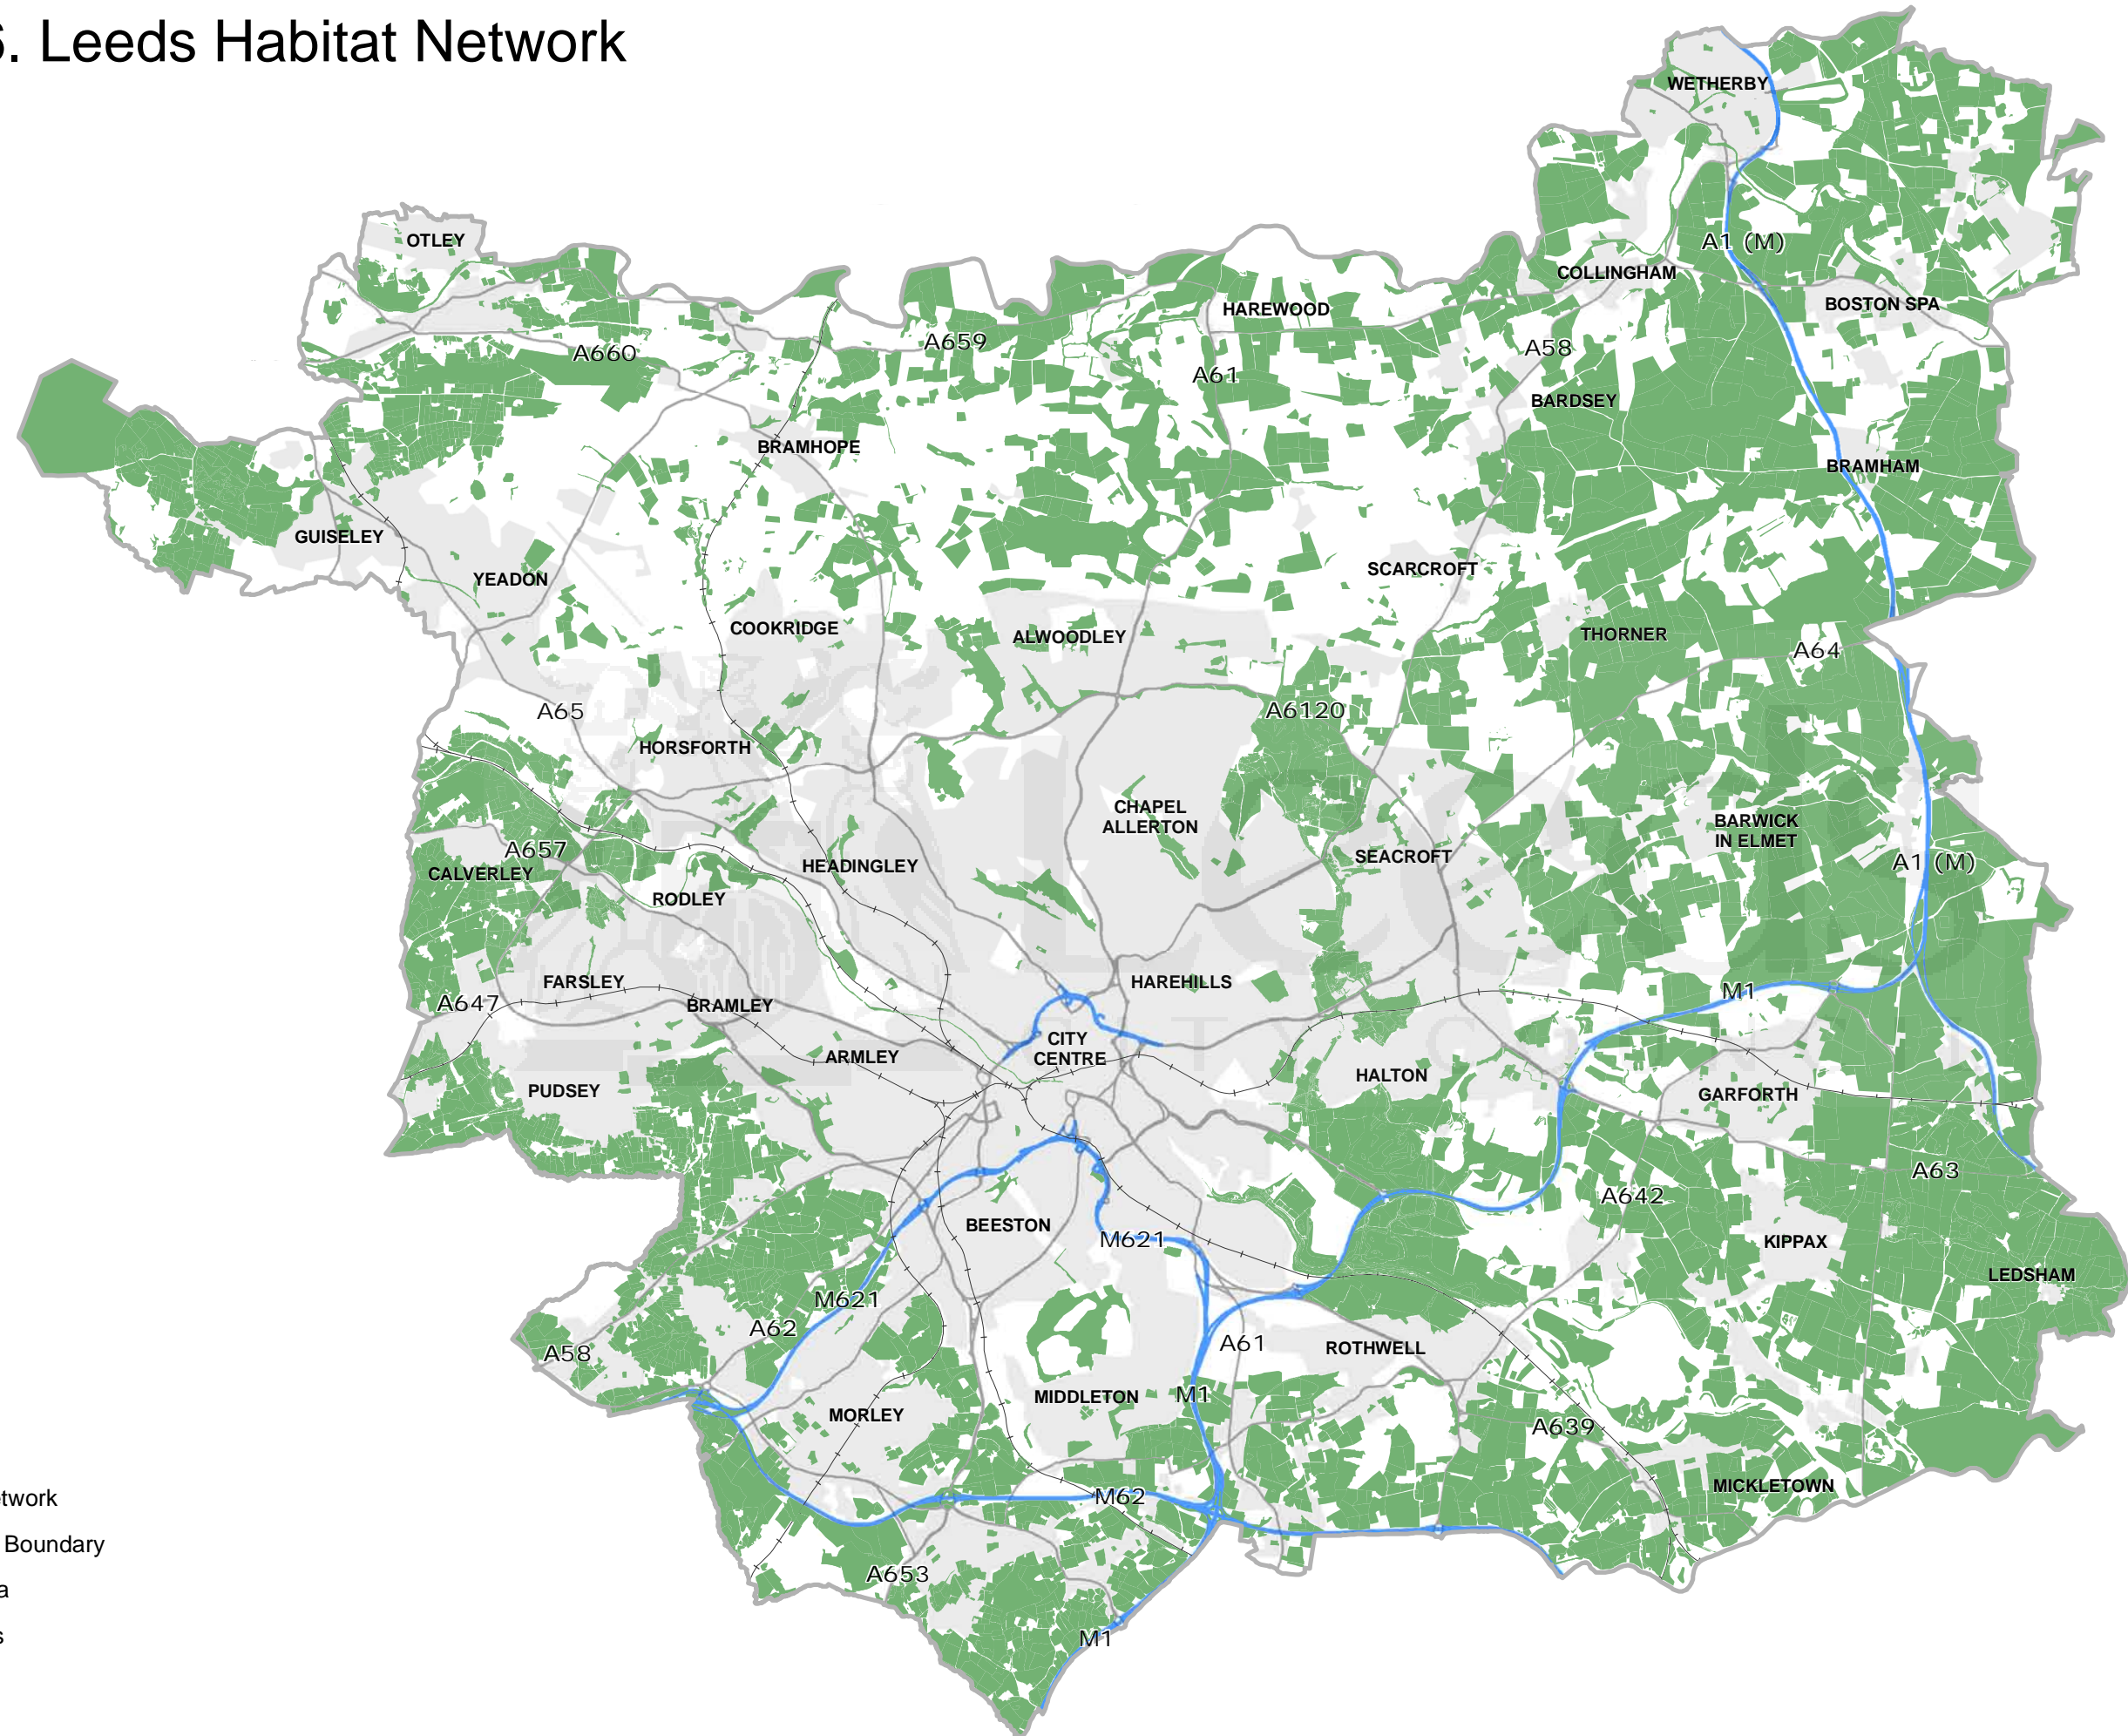 6. Leeds Habitat Network
WETHERBY
OTLEY
A1 (M)
COLLINGHAM
BOSTON SPA
HAREWOOD
A659
A660
A58
A61
BARDSEY
BRAMHOPE
BRAMHAM
GUISELEY
YEADON
SCARCROFT
COOKRIDGE
ALWOODLEY
THORNER
A64
A65
A6120
HORSFORTH
CHAPEL
ALLERTON
BARWICK
IN ELMET
A657
SEACROFT
A1 (M)
CALVERLEY
HEADINGLEY
RODLEY
FARSLEY
HAREHILLS
M1
A647
BRAMLEY
CITY
CENTRE
ARMLEY
HALTON
PUDSEY
GARFORTH
A63
A642
BEESTON
M621
KIPPAX
LEDSHAM
M621
A62
A61
ROTHWELL
A58
MIDDLETON
M1
MORLEY
A639
MICKLETOWN
M62
A653
M1
twork
Boundary
a
s